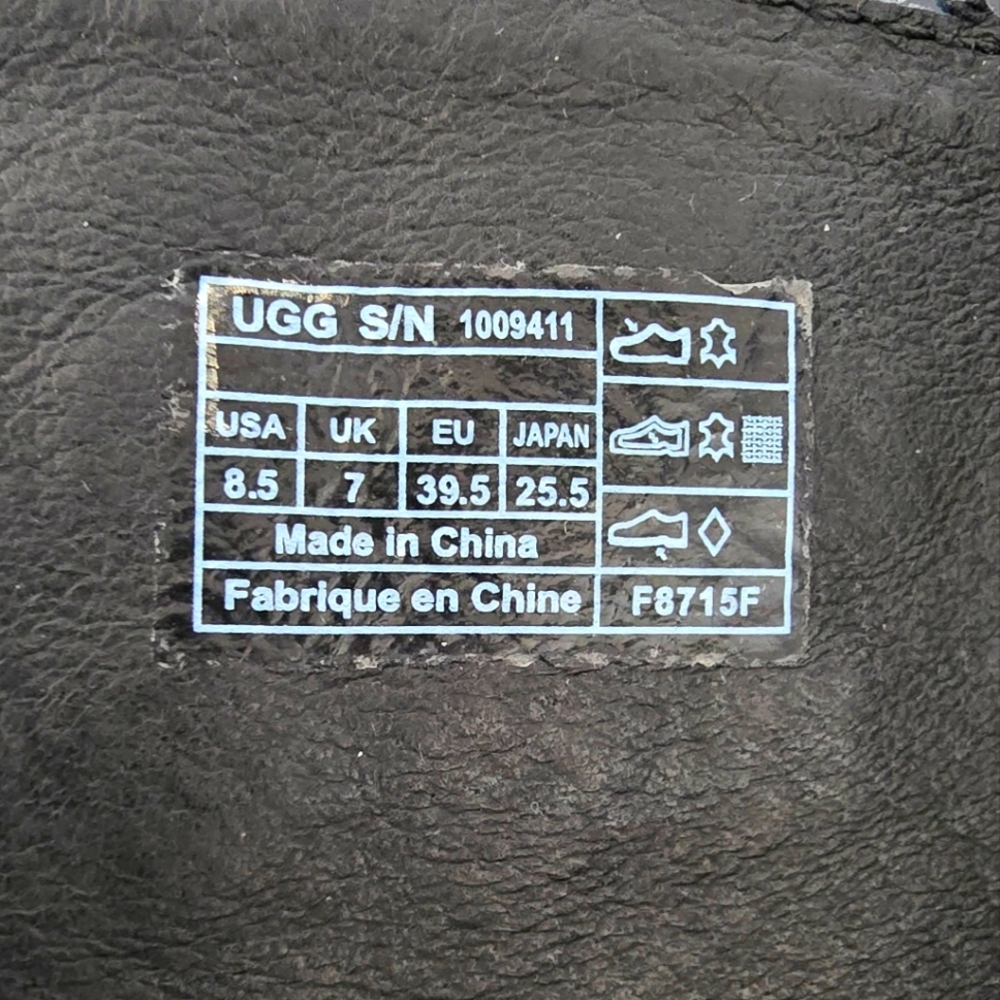 UGG S/N 1009411
USA UK EU JAPAN
8.5 7 39.5 25.5
Made in China
Fabrique en Chine F8715F